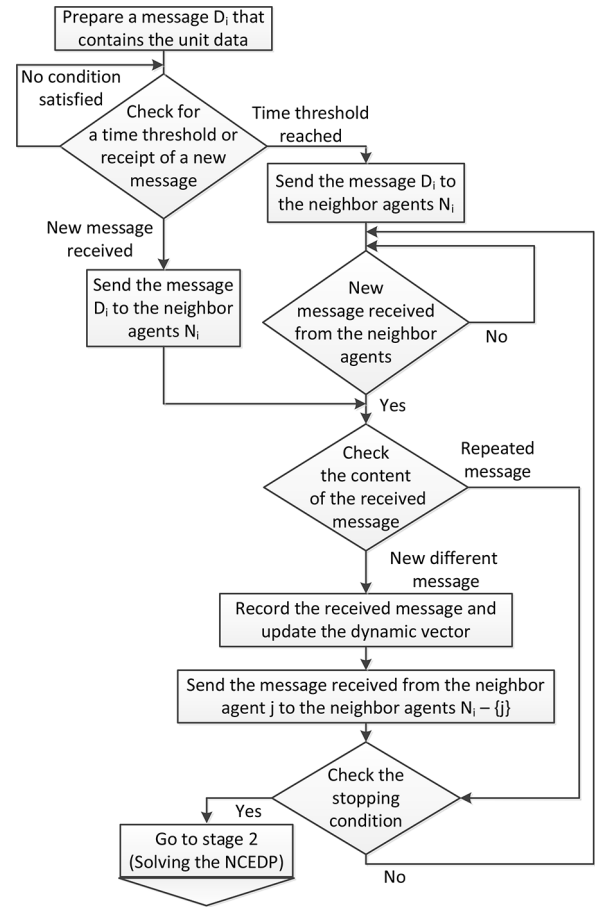 Prepare a message Di that
contains the unit data
No condition
satisfied
Check for
a time threshold or
receipt of a new
message
Time threshold
reached
Send the message Di to
the neighbor agents Ni
New message
received
Send the message
Di to the neighbor
agents Ni
New
message received
from the neighbor
agents
No
Yes
Check
the content
of the received
message
Repeated
message
New different
message
Record the received message and
update the dynamic vector
Send the message received from the neighbor
agent j to the neighbor agents Ni – {j}
Check the
stopping
condition
Yes
Go to stage 2
(Solving the NCEDP)
No